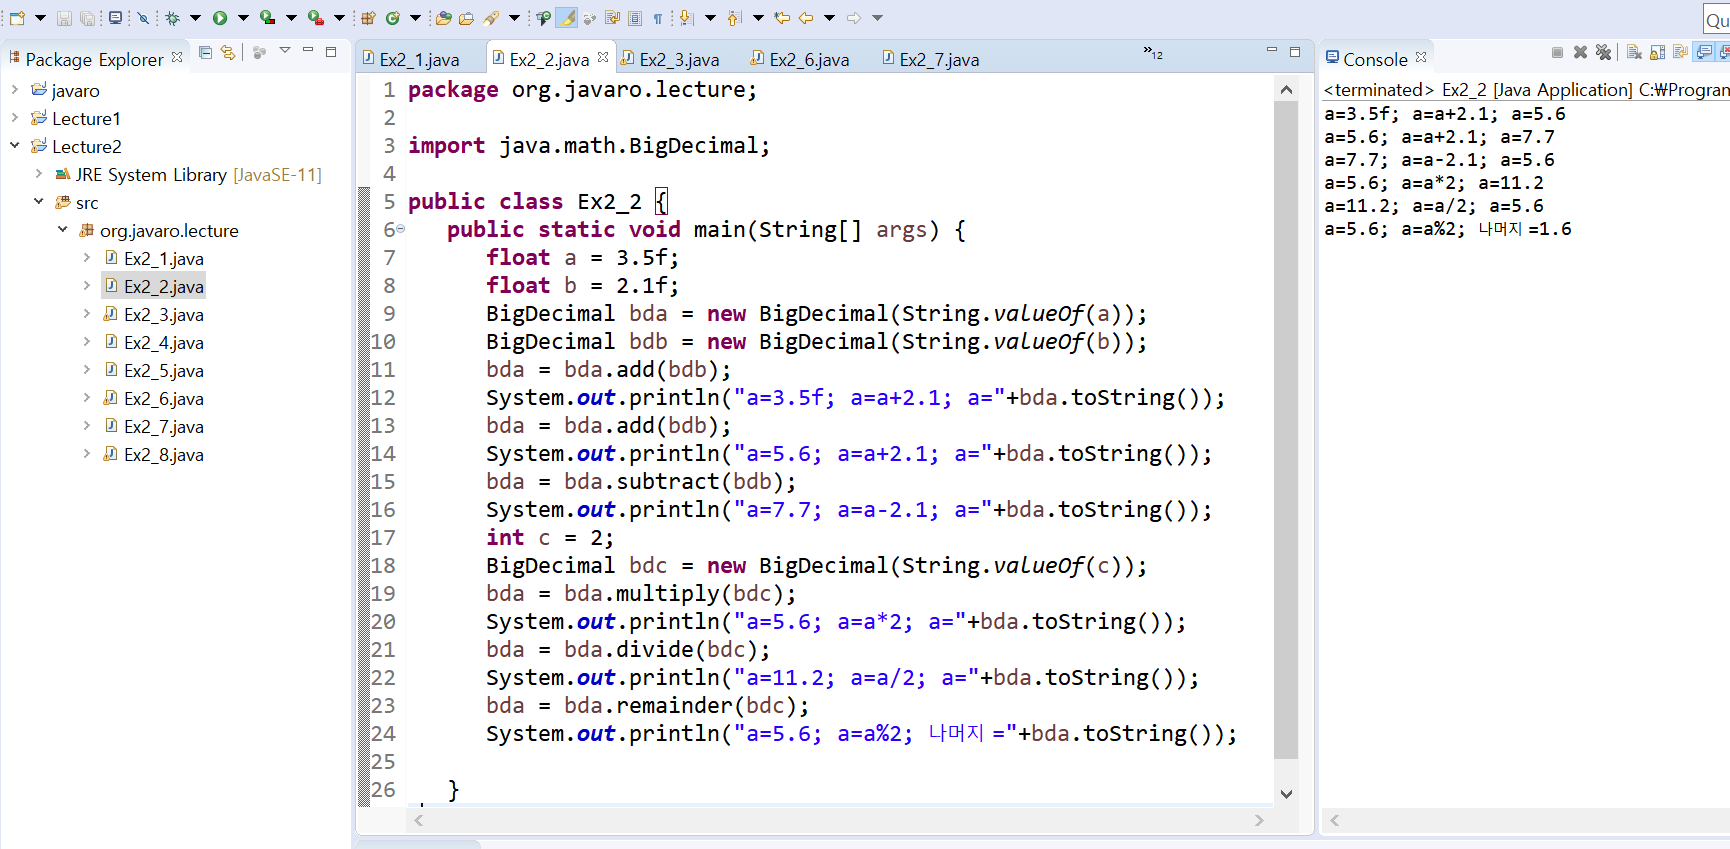 Qu
Package Explorer
javaro
Lecture1
Lecture2
JRE System Library [JavaSE-11]
src
org.javaro.lecture
Ex2_1.java
Ex2_2.java
Ex2_3.java
Ex2_4.java
Ex2_5.java
Ex2_6.java
Ex2_7.java
Ex2_8.java
Ex2_1.java Ex2_2.java Ex2_3.java Ex2_6.java Ex2_7.java »12
1 package org.javaro.lecture;
2
3 import java.math.BigDecimal;
4
5 public class Ex2_2 {
6 public static void main(String[] args) {
7 float a = 3.5f;
8 float b = 2.1f;
9 BigDecimal bda = new BigDecimal(String.valueOf(a));
10 BigDecimal bdb = new BigDecimal(String.valueOf(b));
11 bda = bda.add(bdb);
12 System.out.println("a=3.5f; a=a+2.1; a="+bda.toString());
13 bda = bda.add(bdb);
14 System.out.println("a=5.6; a=a+2.1; a="+bda.toString());
15 bda = bda.subtract(bdb);
16 System.out.println("a=7.7; a=a-2.1; a="+bda.toString());
17 int c = 2;
18 BigDecimal bdc = new BigDecimal(String.valueOf(c));
19 bda = bda.multiply(bdc);
20 System.out.println("a=5.6; a=a*2; a="+bda.toString());
21 bda = bda.divide(bdc);
22 System.out.println("a=11.2; a=a/2; a="+bda.toString());
23 bda = bda.remainder(bdc);
24 System.out.println("a=5.6; a=a%2; 나머지="+bda.toString());
25
26 }
Console
<terminated> Ex2_2 [Java Application] C:₩Program
a=3.5f; a=a+2.1; a=5.6
a=5.6; a=a+2.1; a=7.7
a=7.7; a=a-2.1; a=5.6
a=5.6; a=a*2; a=11.2
a=11.2; a=a/2; a=5.6
a=5.6; a=a%2; 나머지=1.6